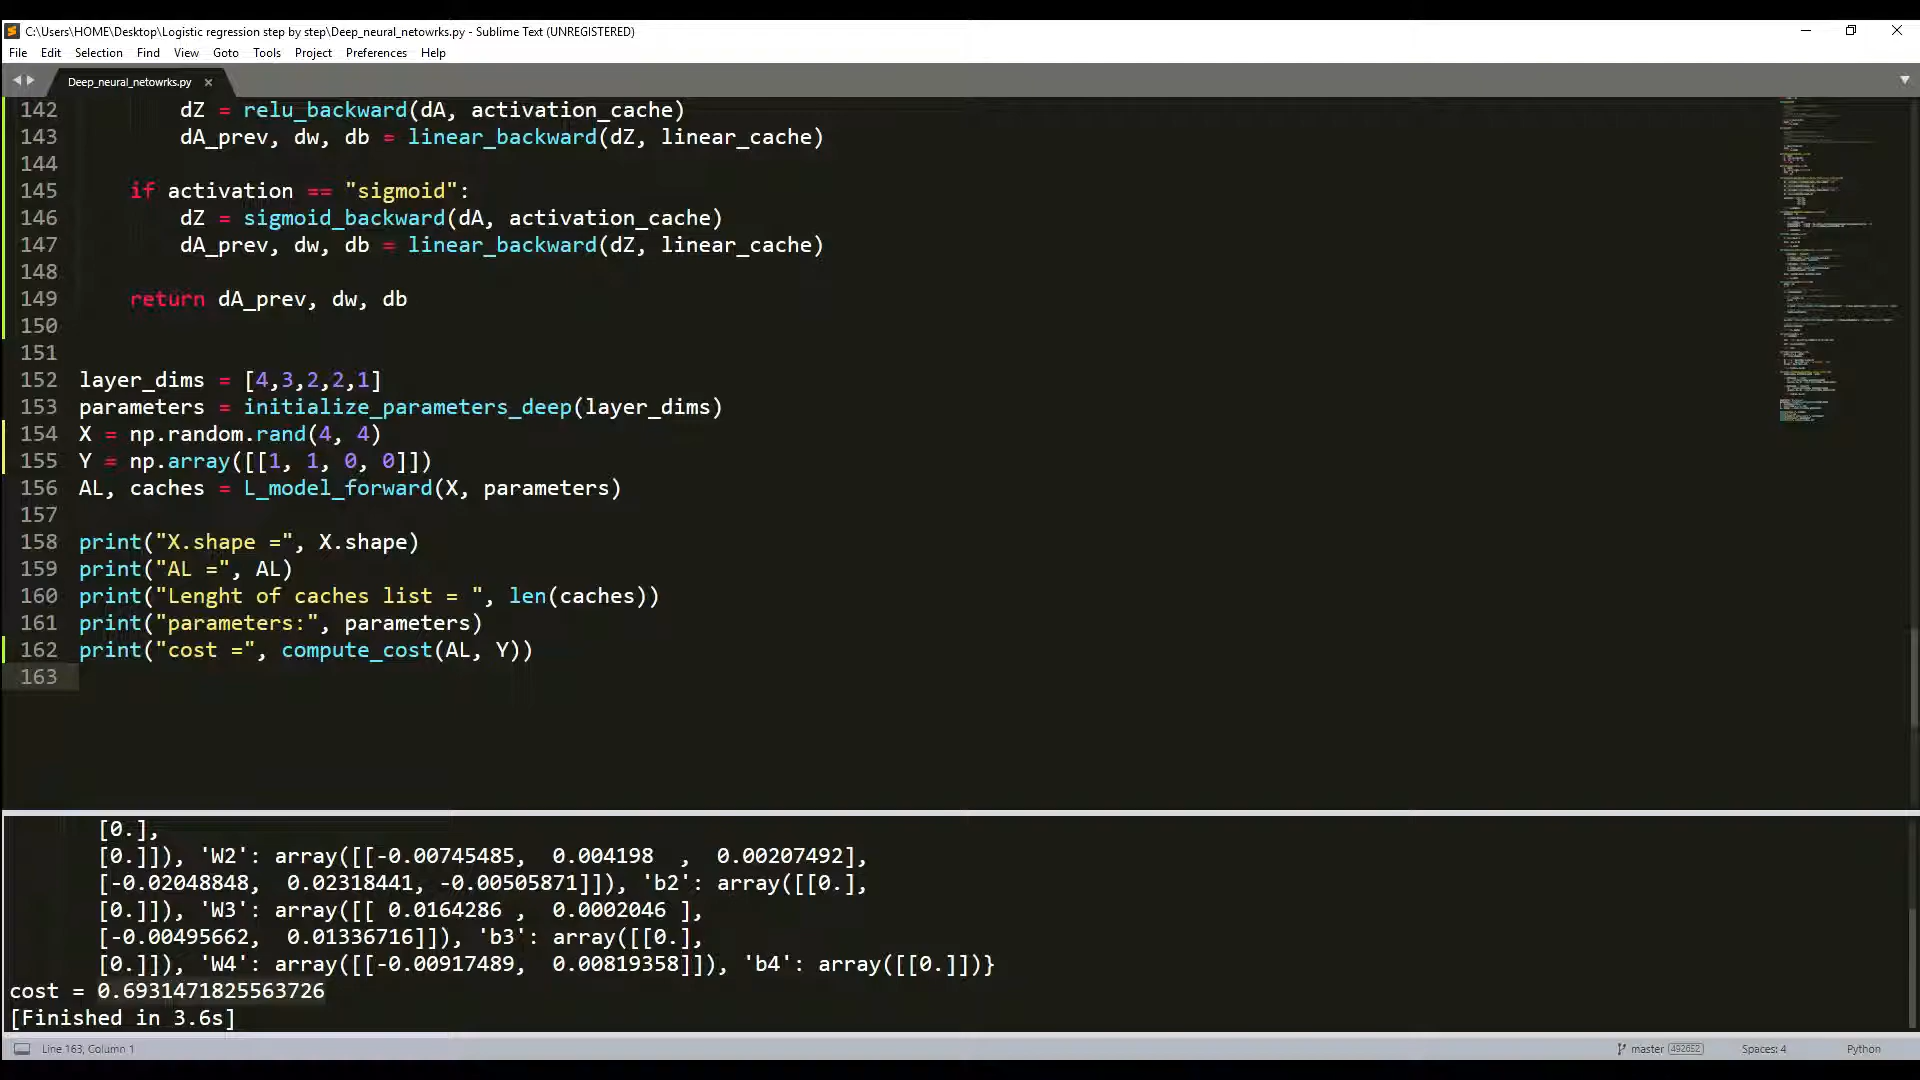 C:\Users\HOME\Desktop\Logistic regression step by step\Deep_neural_netowrks.py - Sublime Text (UNREGISTERED)
File Edit Selection Find View Goto Tools Project Preferences Help
Deep_neural_netowrks.py ×
142 dZ = relu_backward(dA, activation_cache)
143 dA_prev, dw, db = linear_backward(dZ, linear_cache)
144
145 if activation == "sigmoid":
146 dZ = sigmoid_backward(dA, activation_cache)
147 dA_prev, dw, db = linear_backward(dZ, linear_cache)
148
149 return dA_prev, dw, db
150
151
152 layer_dims = [4,3,2,2,1]
153 parameters = initialize_parameters_deep(layer_dims)
154 X = np.random.rand(4, 4)
155 Y = np.array([[1, 1, 0, 0]])
156 AL, caches = L_model_forward(X, parameters)
157
158 print("X.shape =", X.shape)
159 print("AL =", AL)
160 print("Lenght of caches list = ", len(caches))
161 print("parameters:", parameters)
162 print("cost =", compute_cost(AL, Y))
163
[0.],
[0.]]), 'W2': array([[-0.00745485, 0.004198 , 0.00207492],
[-0.02048848, 0.02318441, -0.00505871]]), 'b2': array([[0.],
[0.]]), 'W3': array([[ 0.0164286 , 0.0002046 ],
[-0.00495662, 0.01336716]]), 'b3': array([[0.],
[0.]]), 'W4': array([[-0.00917489, 0.00819358]]), 'b4': array([[0.]])}
cost = 0.6931471825563726
[Finished in 3.6s]
Line 163, Column 1 master 492652 Spaces: 4 Python